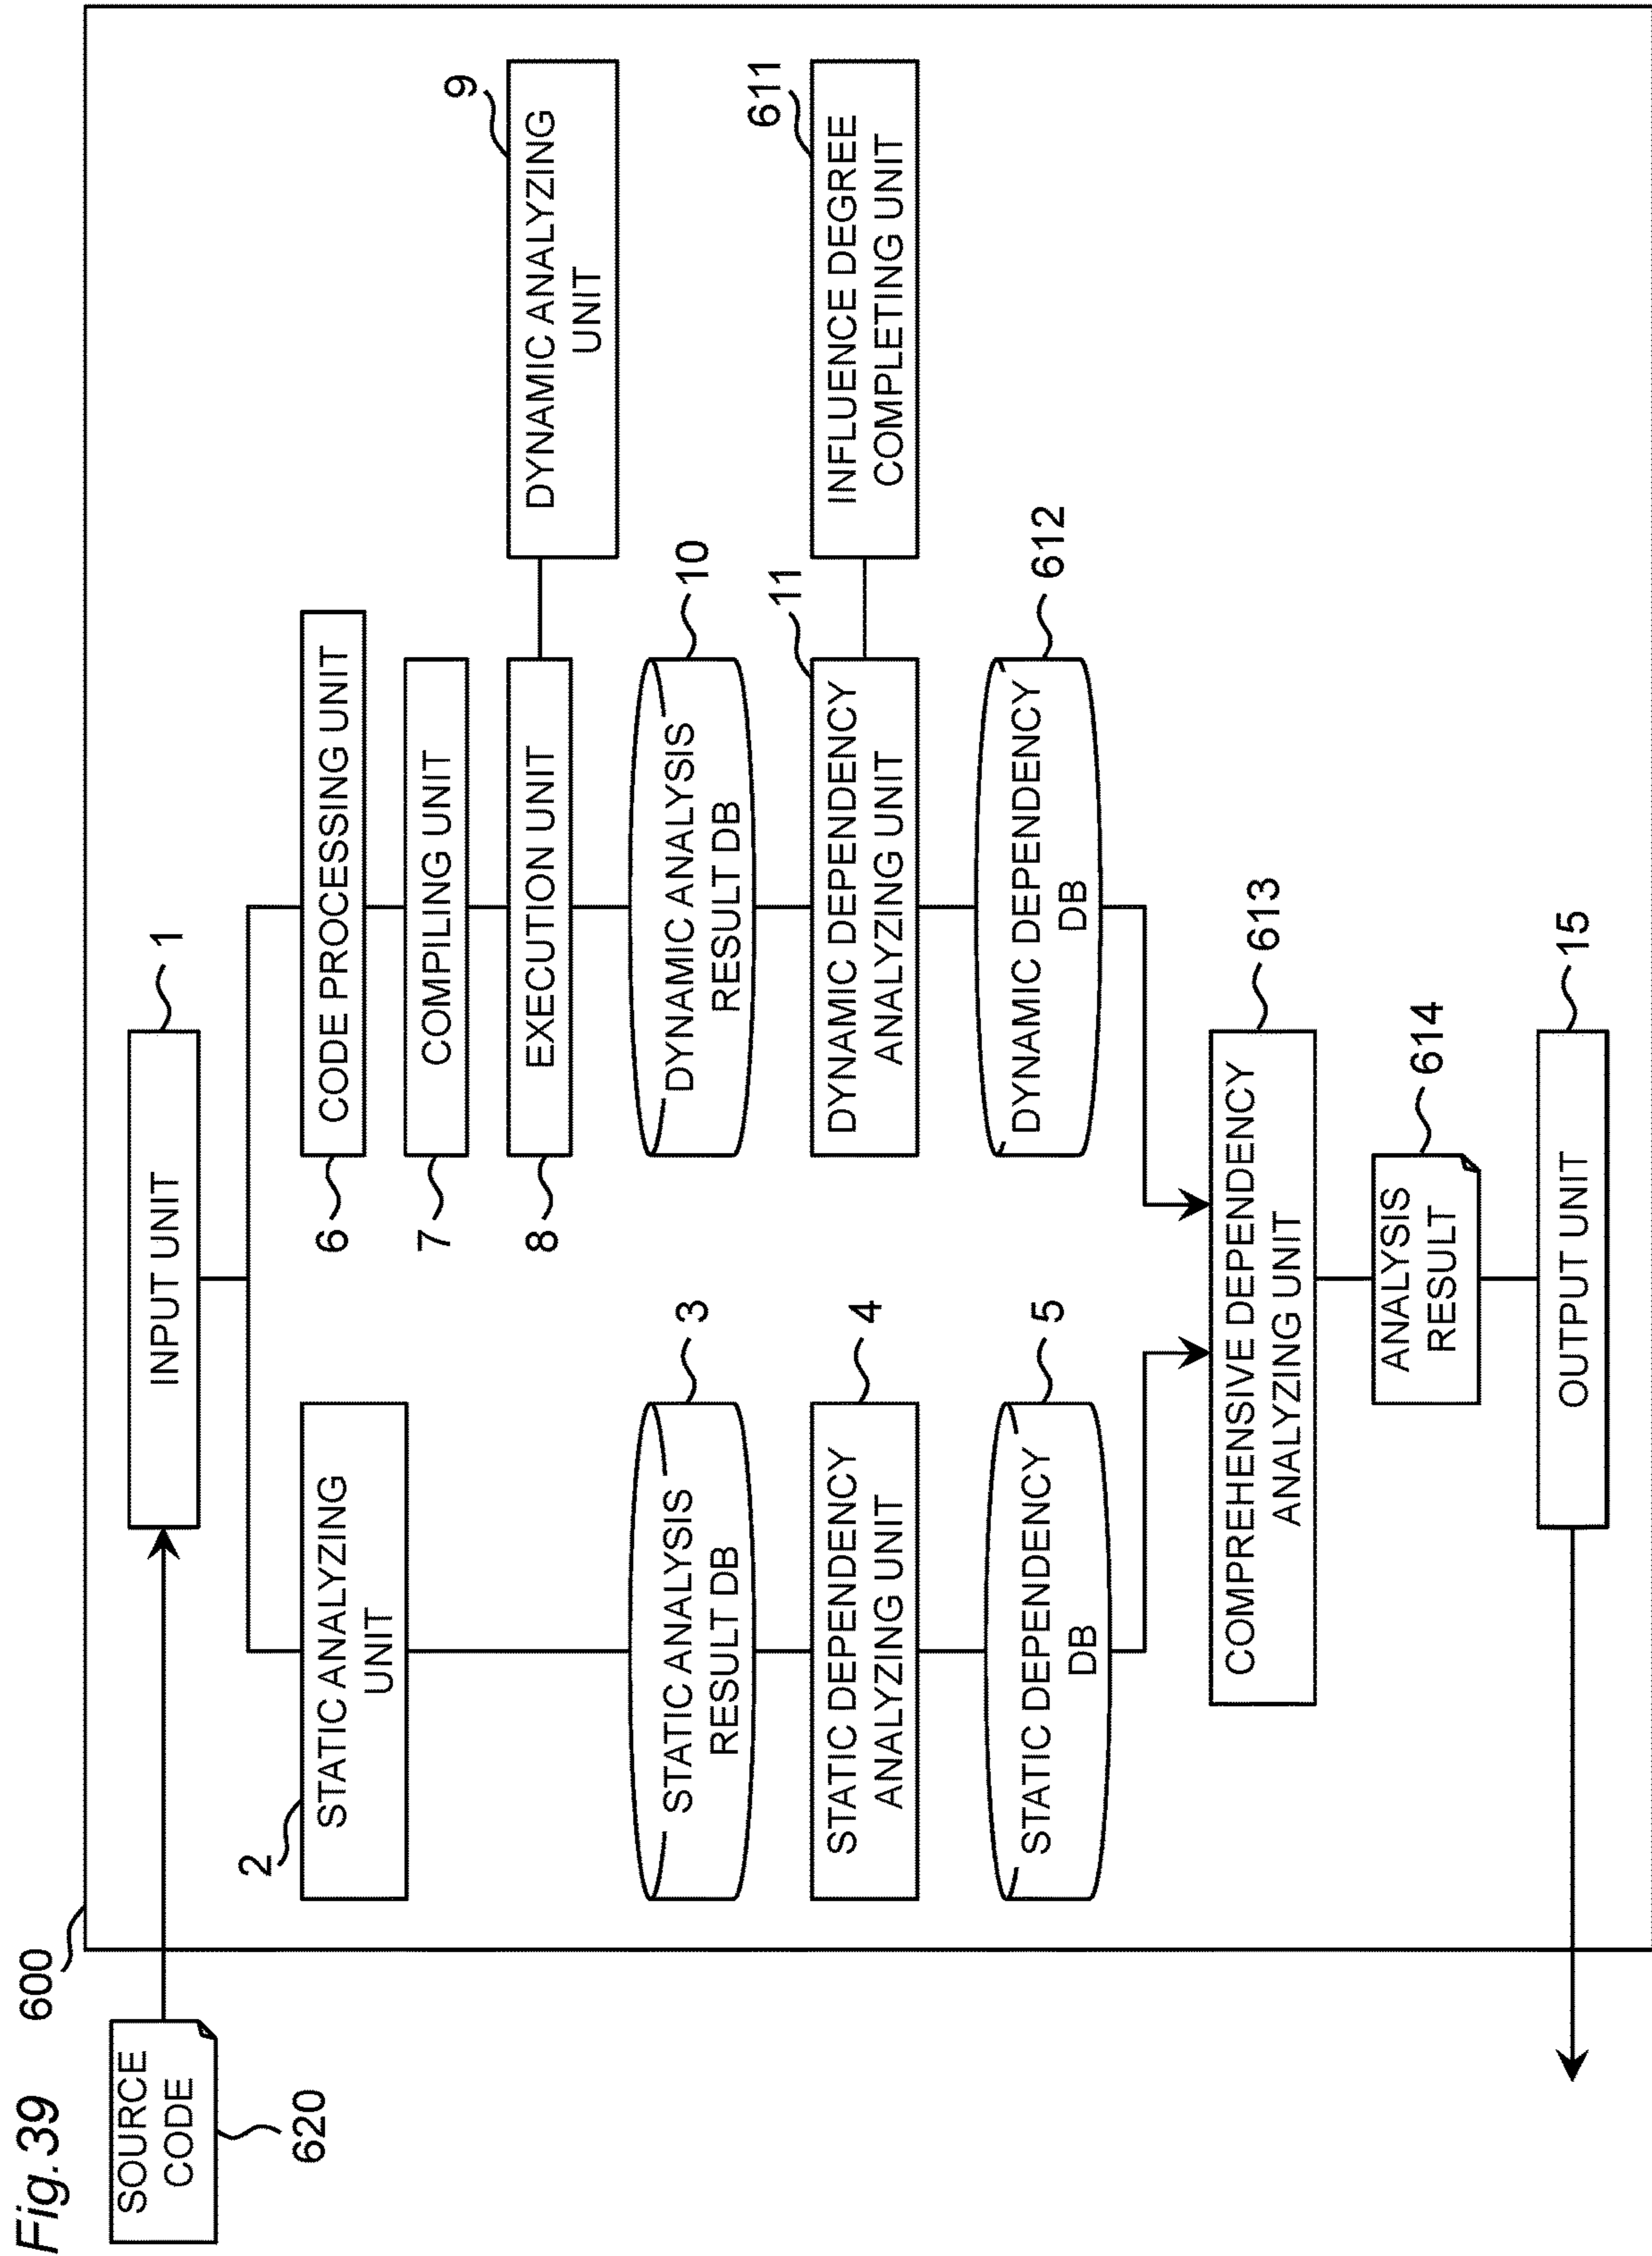 Fig.39
600
SOURCE
CODE
620
INPUT UNIT
1
2
STATIC ANALYZING
UNIT
STATIC ANALYSIS
RESULT DB
3
STATIC DEPENDENCY
ANALYZING UNIT
4
STATIC DEPENDENCY
DB
5
6
CODE PROCESSING UNIT
7
COMPILING UNIT
8
EXECUTION UNIT
9
DYNAMIC ANALYZING
UNIT
DYNAMIC ANALYSIS
RESULT DB
10
DYNAMIC DEPENDENCY
ANALYZING UNIT
11
611
INFLUENCE DEGREE
COMPLETING UNIT
DYNAMIC DEPENDENCY
DB
612
COMPREHENSIVE DEPENDENCY
ANALYZING UNIT
613
ANALYSIS
RESULT
614
OUTPUT UNIT
15